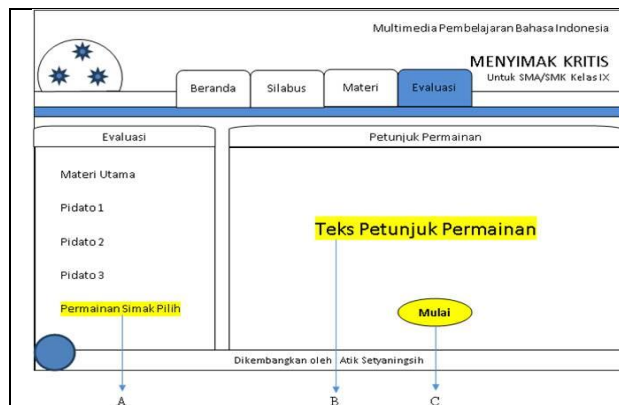 Multimedia Pembelajaran Bahasa Indonesia
MENYIMAK KRITIS
Untuk SMA/SMK Kelas IX
Beranda
Silabus
Materi
Evaluasi
Evaluasi
Petunjuk Permainan
Materi Utama
Pidato 1
Pidato 2
Pidato 3
Permainan Simak Pilih
Teks Petunjuk Permainan
Mulai
Dikembangkan oleh Atik Setyaningsih
A
B
C